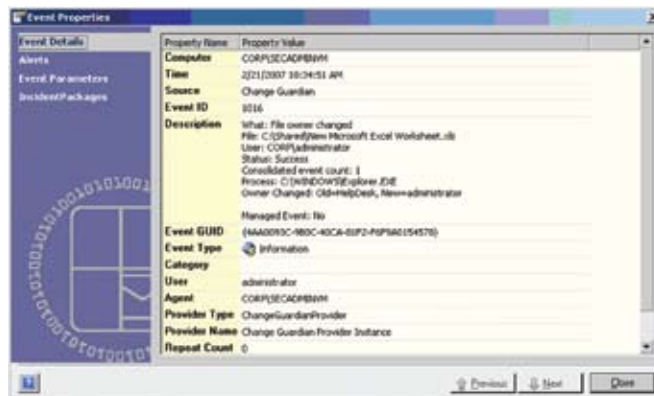 Event Properties
Event Details
Alerts
Event Parameters
IncidentPackages
Property Name Property Value
Computer CORP\SECADMINVM
Time 2/21/2007 10:34:51 AM
Source Change Guardian
Event ID 1016
Description What: File owner changed
File: C:\Shared\New Microsoft Excel Worksheet.xls
User: CORP\administrator
Status: Success
Consolidated event count: 1
Process: C:\WINDOWS\Explorer.EXE
Owner Changed: Old=HelpDesk, New=administrator
Managed Event: No
Event GUID
Event Type Information
Category
User administrator
Agent CORP\SECADMINVM
Provider Type ChangeGuardianProvider
Provider Name Change Guardian Provider Instance
Repeat Count 0
Previous Next Close